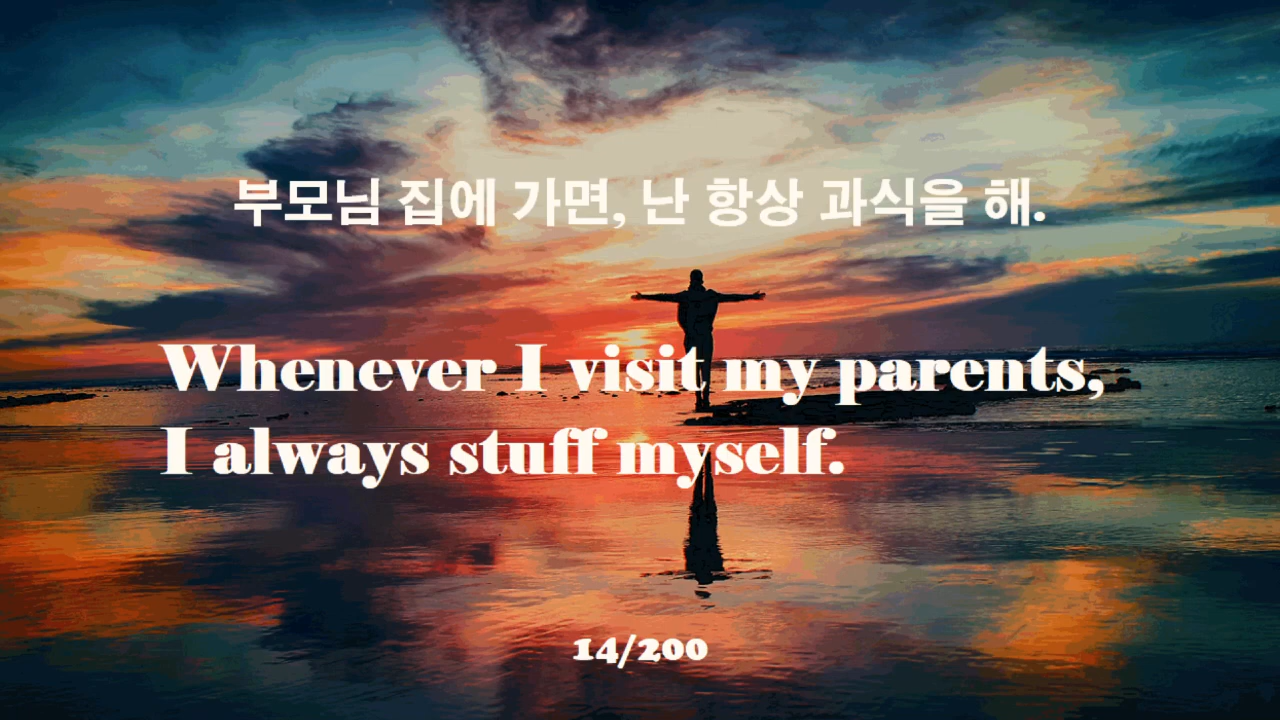 부모님 집에 가면, 난 항상 과식을 해.
Whenever I visit my parents,
I always stuff myself.
14/200